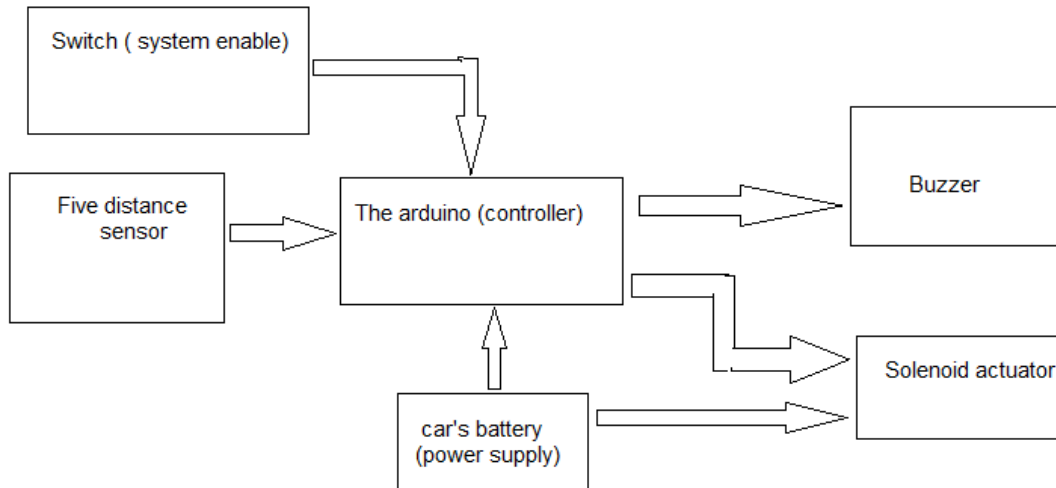 Switch ( system enable)
Five distance
sensor
The arduino (controller)
Buzzer
Solenoid actuator
car's battery
(power supply)